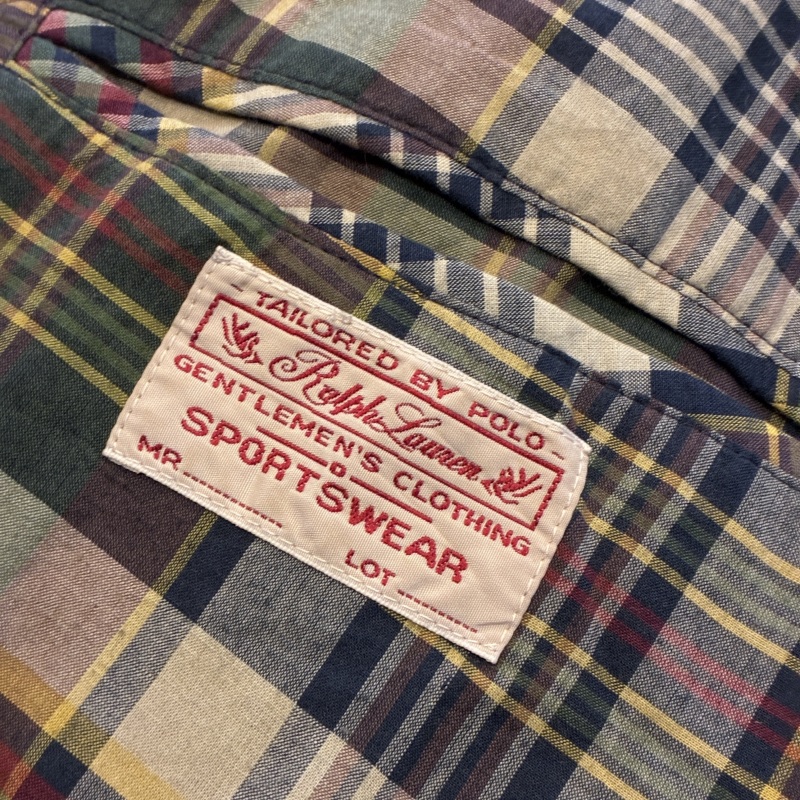 - TAILORED BY POLO -
Ralph Lauren
GENTLEMEN'S CLOTHING
SPORTSWEAR
MR
LOT